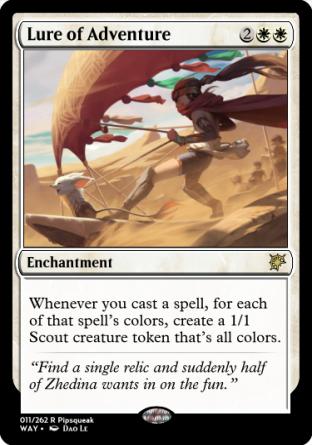 Lure of Adventure 2
Enchantment
Whenever you cast a spell, for each
of that spell's colors, create a 1/1
Scout creature token that's all colors.
“Find a single relic and suddenly half
of Zhedina wants in on the fun.”
011/262 R Pipsqueak
WAY • Dao Le